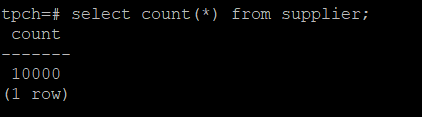 tpch=# select count(*) from supplier;
count
-------
10000
(1 row)